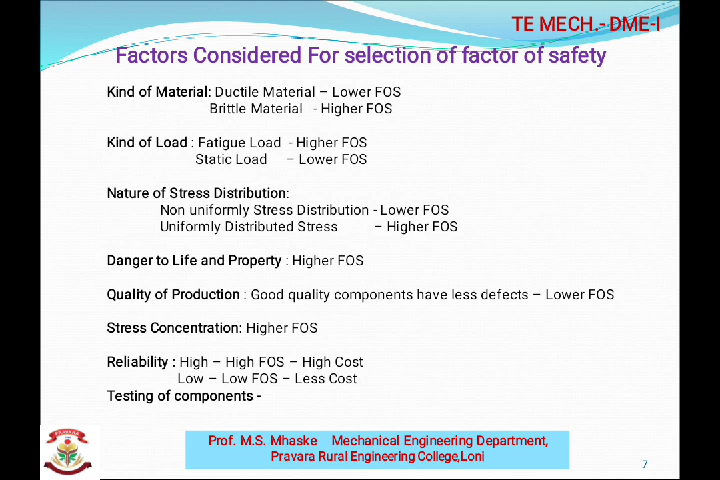 TE MECH.- DME-I
Factors Considered For selection of factor of safety
Kind of Material: Ductile Material – Lower FOS
Brittle Material - Higher FOS
Kind of Load : Fatigue Load - Higher FOS
Static Load – Lower FOS
Nature of Stress Distribution:
Non uniformly Stress Distribution - Lower FOS
Uniformly Distributed Stress – Higher FOS
Danger to Life and Property : Higher FOS
Quality of Production : Good quality components have less defects – Lower FOS
Stress Concentration: Higher FOS
Reliability : High – High FOS – High Cost
Low – Low FOS – Less Cost
Testing of components -
PRAVARA
Prof. M.S. Mhaske Mechanical Engineering Department,
Pravara Rural Engineering College,Loni
7